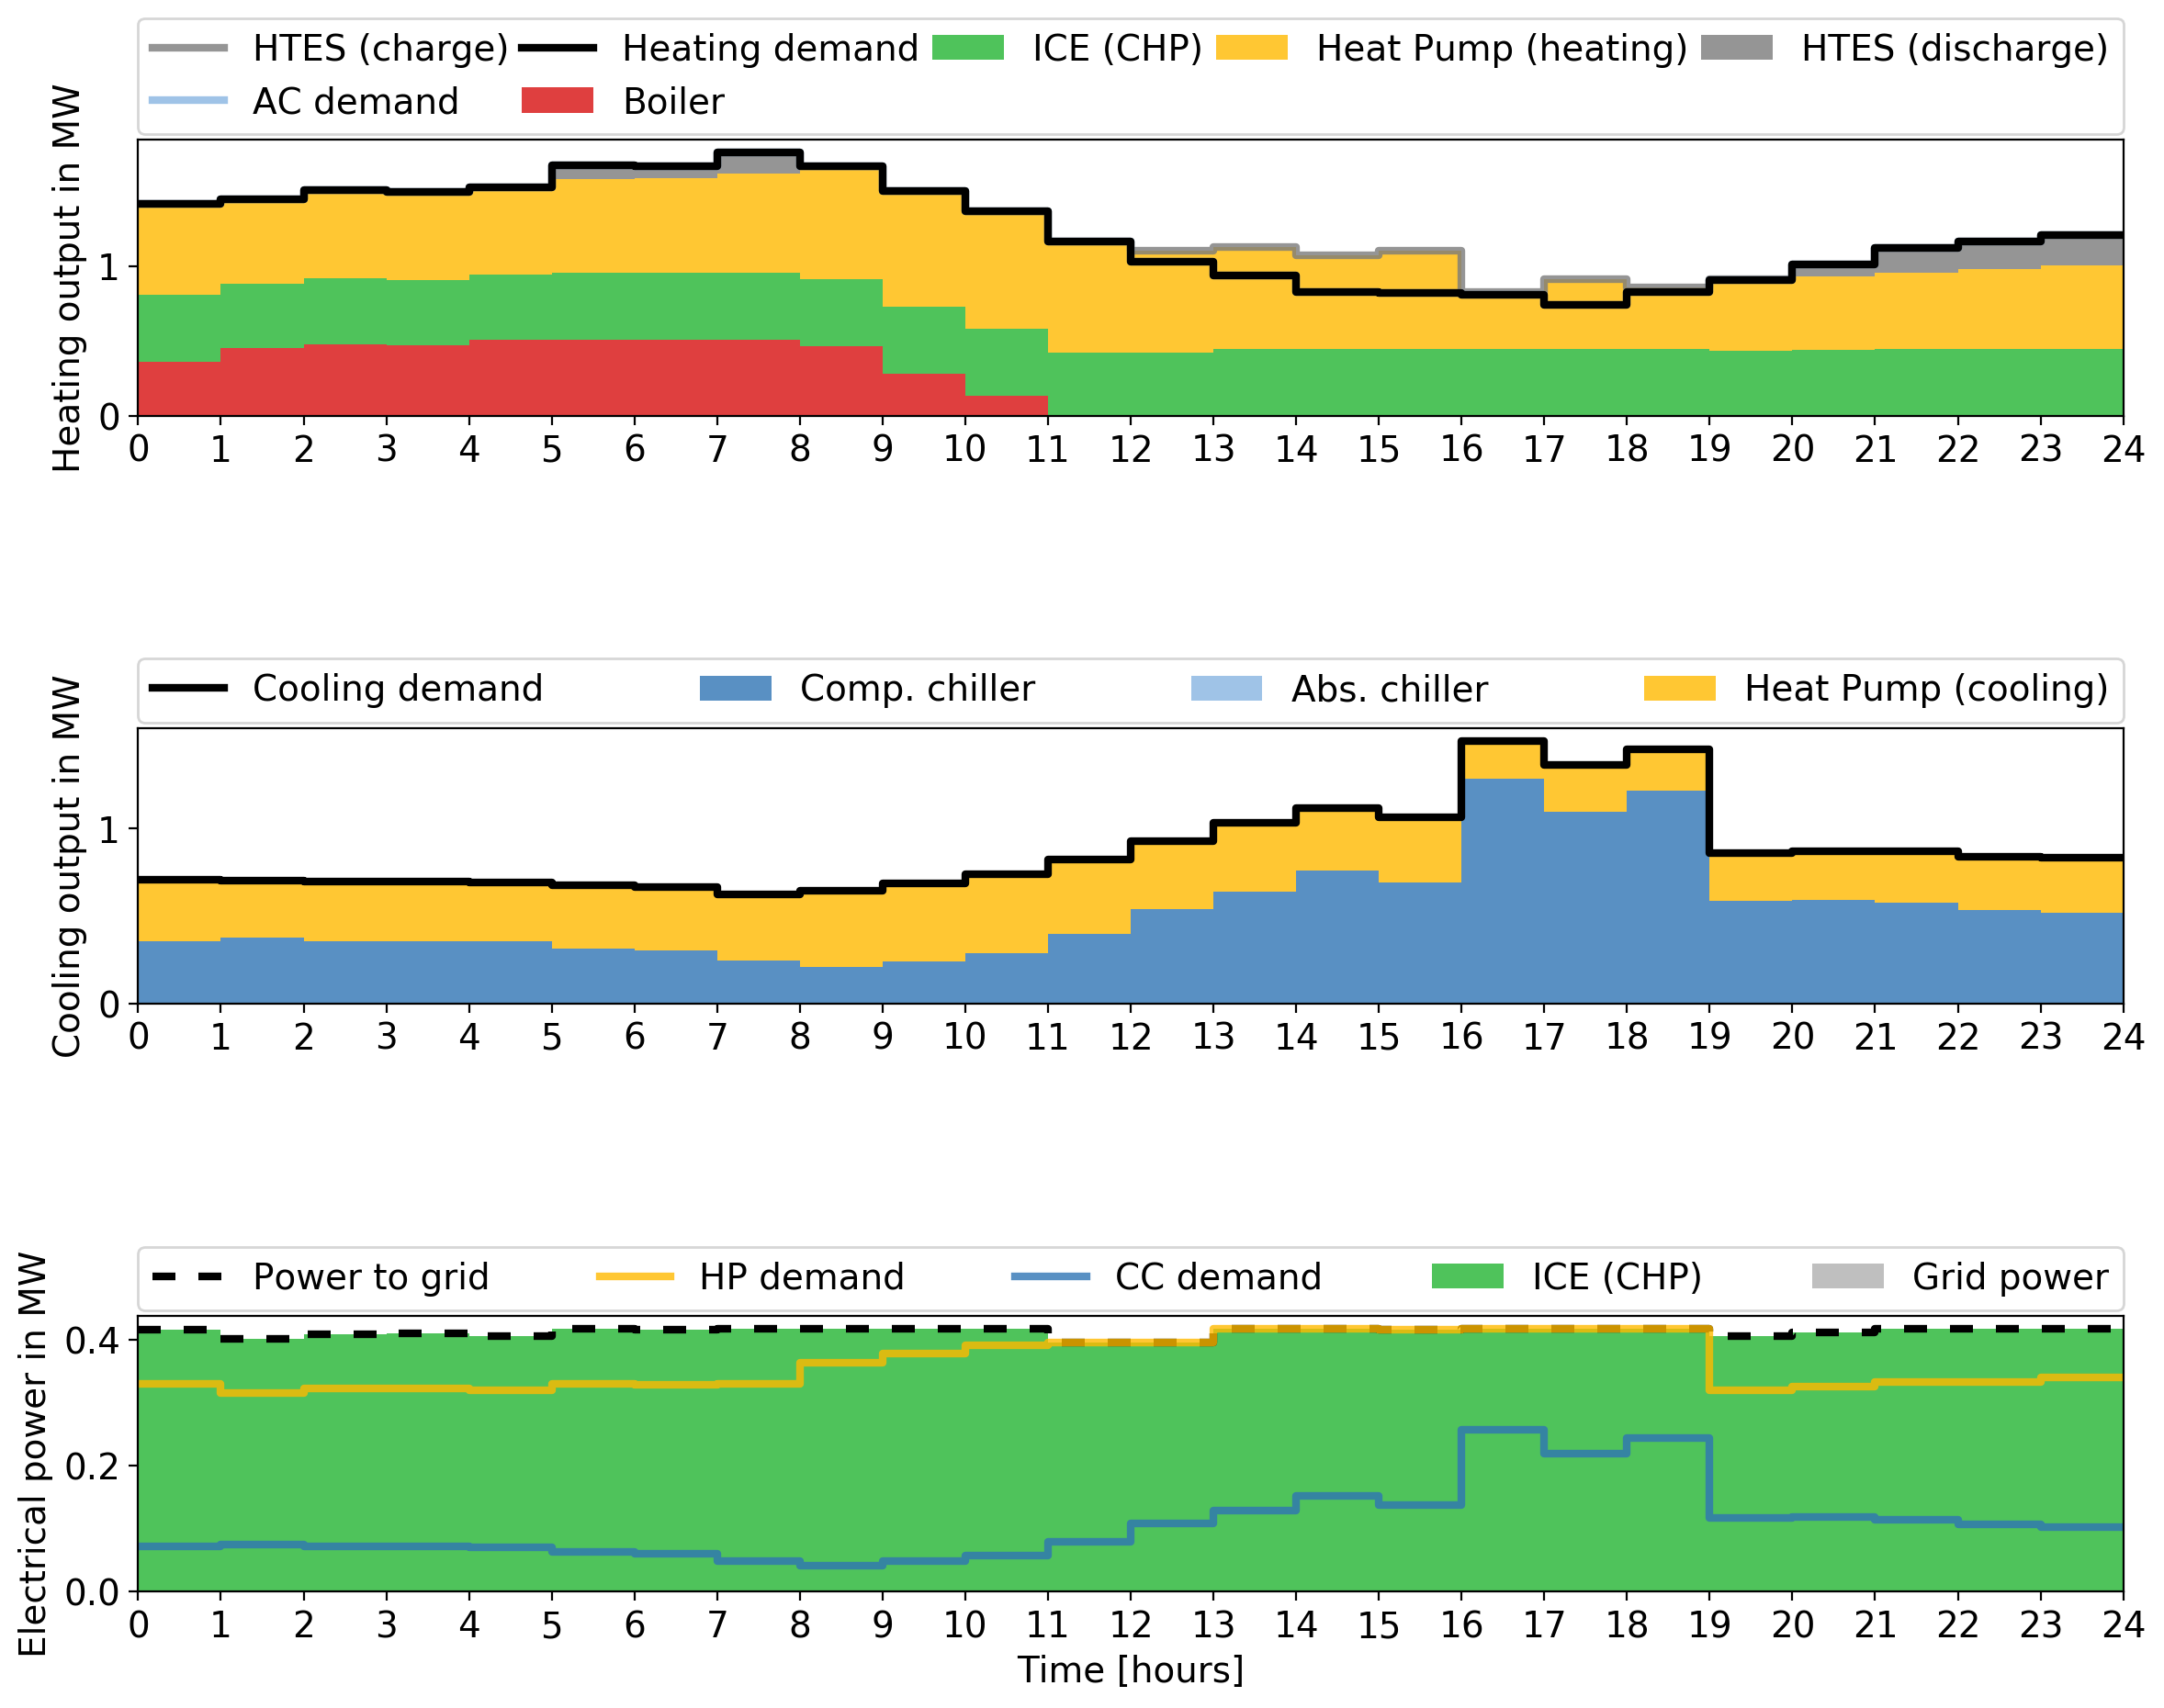 HTES (charge) Heating demand ICE (CHP) Heat Pump (heating) HTES (discharge)
AC demand Boiler
Heating output in MW
1
0
0 1 2 3 4 5 6 7 8 9 10 11 12 13 14 15 16 17 18 19 20 21 22 23 24
Cooling demand Comp. chiller Abs. chiller Heat Pump (cooling)
Cooling output in MW
1
0
0 1 2 3 4 5 6 7 8 9 10 11 12 13 14 15 16 17 18 19 20 21 22 23 24
Power to grid HP demand CC demand ICE (CHP) Grid power
Electrical power in MW
0.4
0.2
0.0
0 1 2 3 4 5 6 7 8 9 10 11 12 13 14 15 16 17 18 19 20 21 22 23 24
Time [hours]